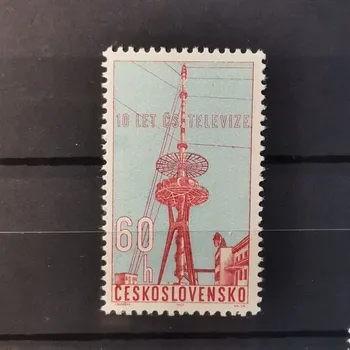 10 LET ČS. TELEVIZE
60
h
ČESKOSLOVENSKO